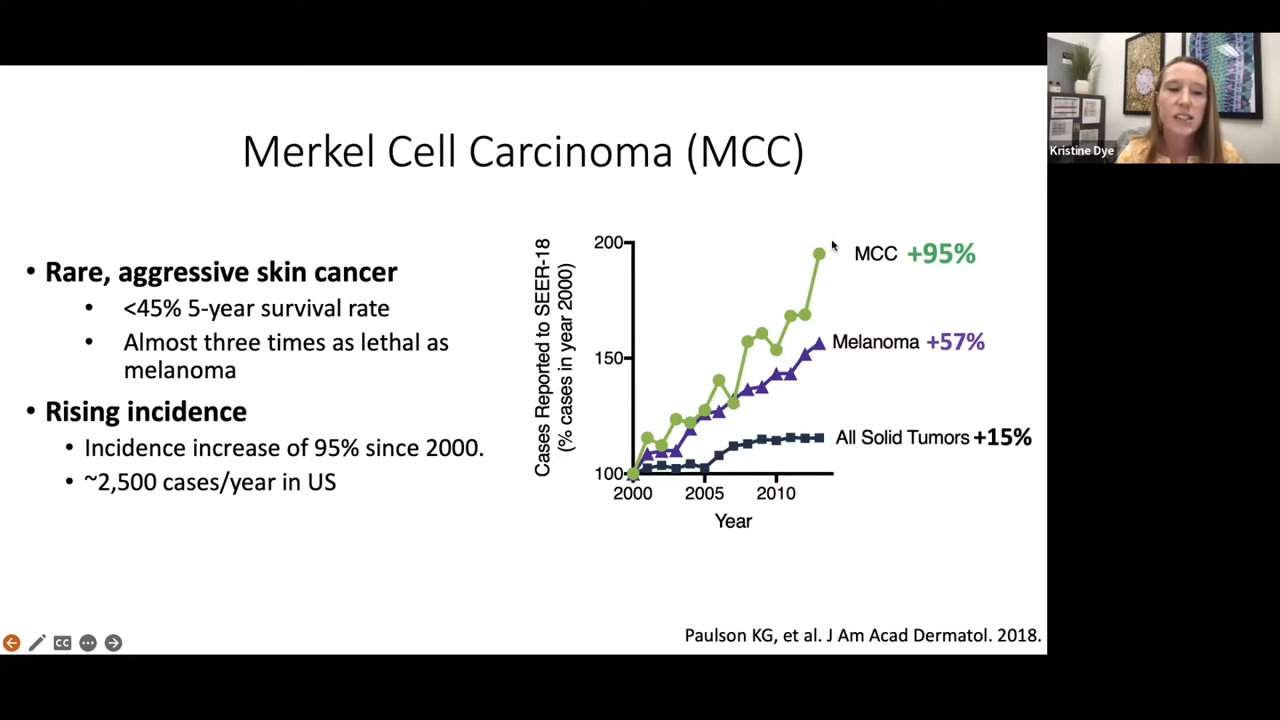 Merkel Cell Carcinoma (MCC)
Kristine Dye
• Rare, aggressive skin cancer
• <45% 5-year survival rate
• Almost three times as lethal as
melanoma
• Rising incidence
• Incidence increase of 95% since 2000.
• ~2,500 cases/year in US
Cases Reported to SEER-18
(% cases in year 2000)
200
150
100
2000
2005
2010
Year
MCC +95%
Melanoma +57%
All Solid Tumors +15%
Paulson KG, et al. J Am Acad Dermatol. 2018.
CC